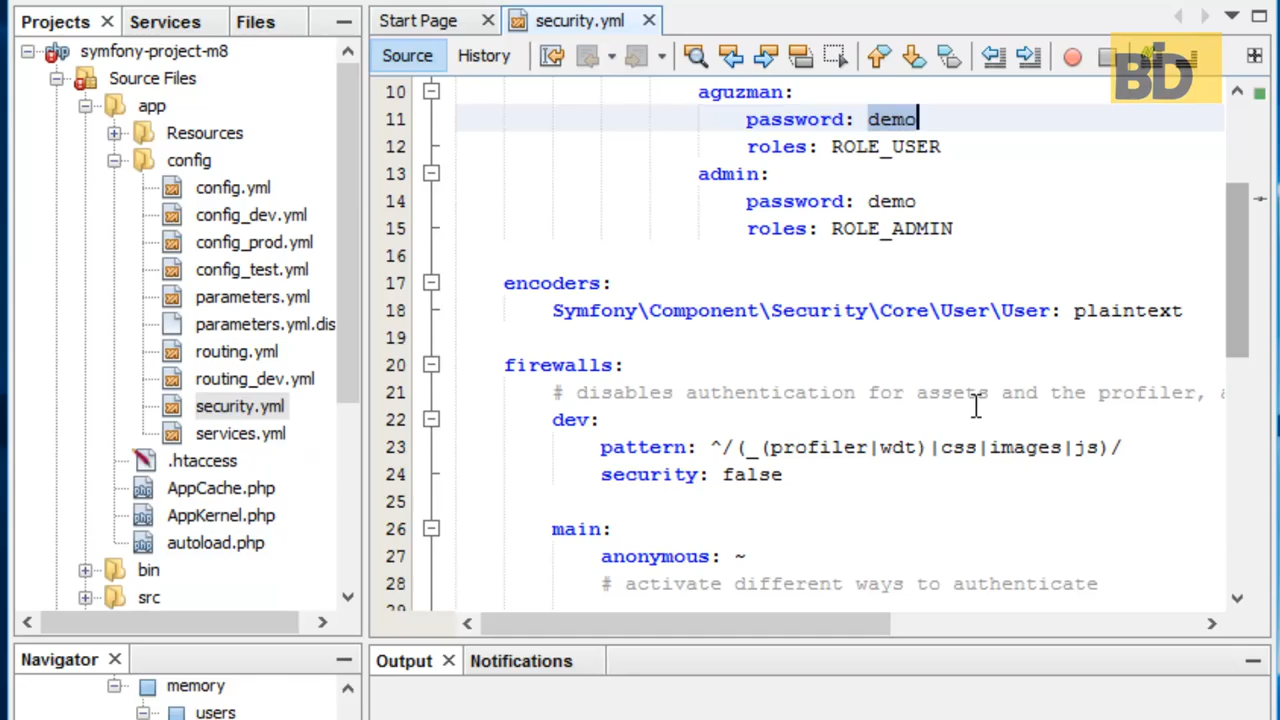 Projects Services Files
Start Page security.yml
Source History
BD
symfony-project-m8
Source Files
app
Resources
config
config.yml
config_dev.yml
config_prod.yml
config_test.yml
parameters.yml
parameters.yml.dis
routing.yml
routing_dev.yml
security.yml
services.yml
.htaccess
AppCache.php
AppKernel.php
autoload.php
bin
src
10 aguzman:
11 password: demo
12 roles: ROLE_USER
13 admin:
14 password: demo
15 roles: ROLE_ADMIN
16
17 encoders:
18 Symfony\Component\Security\Core\User\User: plaintext
19
20 firewalls:
21 # disables authentication for assets and the profiler,
22 dev:
23 pattern: ^/(_(profiler|wdt)|css|images|js)/
24 security: false
25
26 main:
27 anonymous: ~
28 # activate different ways to authenticate
Navigator
memory
users
Output Notifications